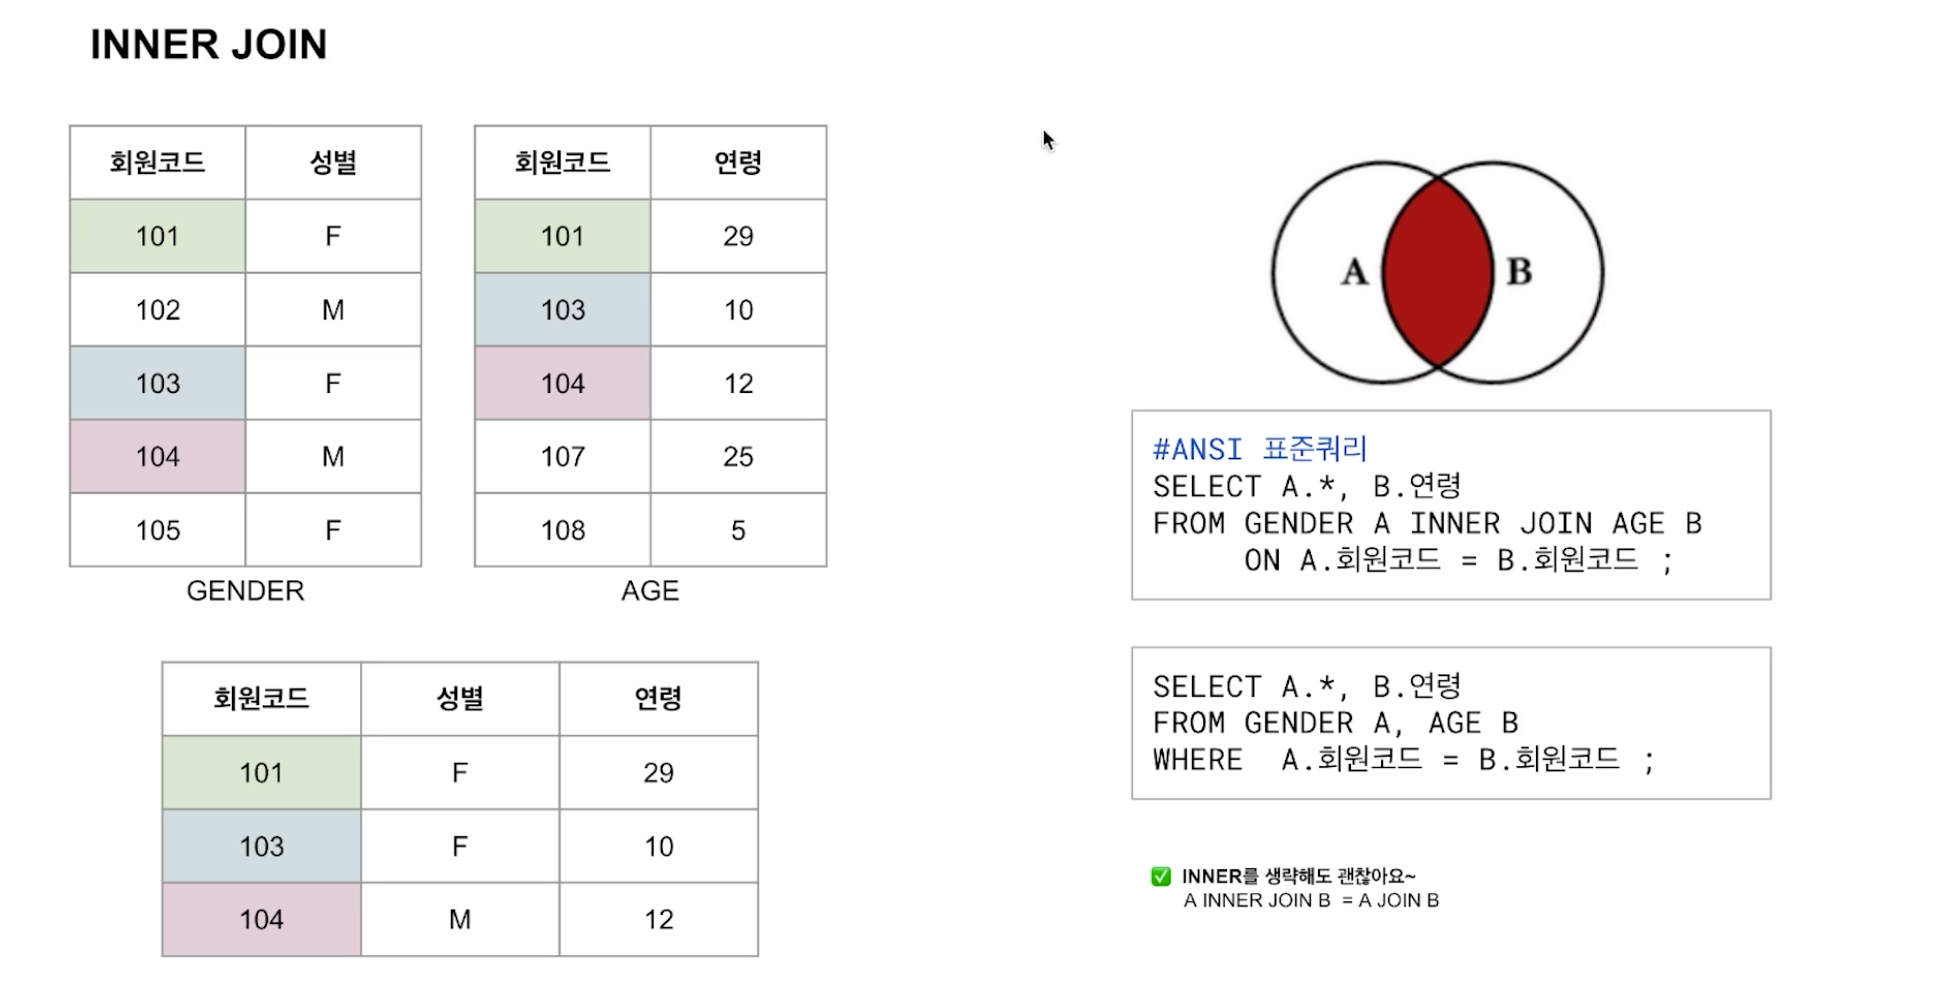 INNER JOIN
회원코드 성별
101 F
102 M
103 F
104 M
105 F
GENDER
회원코드 연령
101 29
103 10
104 12
107 25
108 5
AGE
회원코드 성별 연령
101 F 29
103 F 10
104 M 12
A B
#ANSI 표준쿼리
SELECT A.*, B.연령
FROM GENDER A INNER JOIN AGE B
ON A.회원코드 = B.회원코드 ;
SELECT A.*, B.연령
FROM GENDER A, AGE B
WHERE A.회원코드 = B.회원코드 ;
✅ INNER를 생략해도 괜찮아요~
A INNER JOIN B = A JOIN B